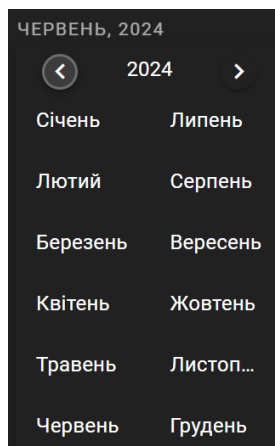 ЧЕРВЕНЬ, 2024
2024
Січень Липень
Лютий Серпень
Березень Вересень
Квітень Жовтень
Травень Листоп...
Червень Грудень